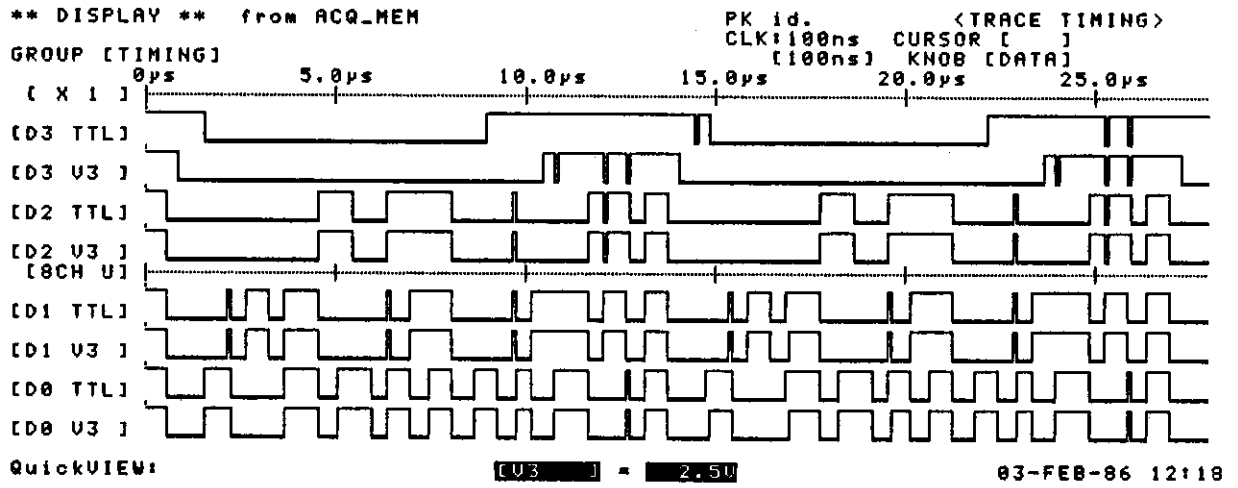 ** DISPLAY ** from ACQ_MEM PK id. <TRACE TIMING>
CLK:100ns CURSOR [ ]
GROUP [TIMING] [100ns] KNOB [DATA]
0µs 5.0µs 10.0µs 15.0µs 20.0µs 25.0µs
[ X 1 ]
[D3 TTL]
[D3 V3 ]
[D2 TTL]
[D2 V3 ]
[8CH U]
[D1 TTL]
[D1 V3 ]
[D0 TTL]
[D0 V3 ]
QuickVIEW: [V3 ] = 2.5V 03-FEB-86 12:18